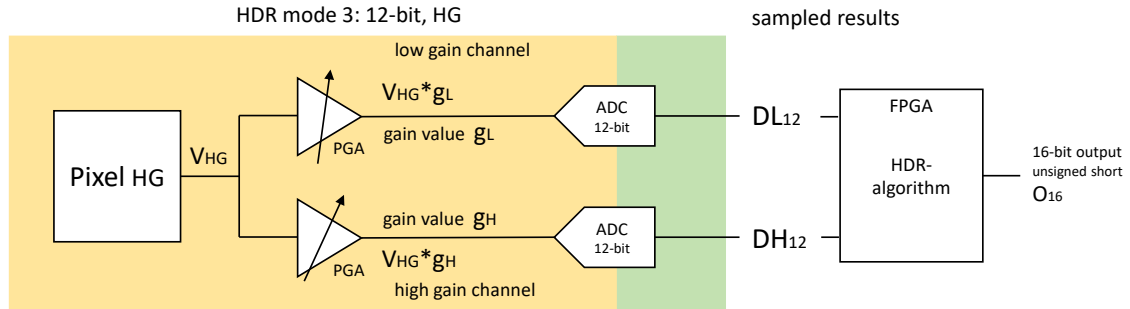 HDR mode 3: 12-bit, HG
sampled results
low gain channel
VHG*gL
gain value gL
PGA
ADC
12-bit
DL12
Pixel HG
VHG
gain value gH
PGA
VHG*gH
high gain channel
ADC
12-bit
DH12
FPGA
HDR-
algorithm
16-bit output
unsigned short
O16